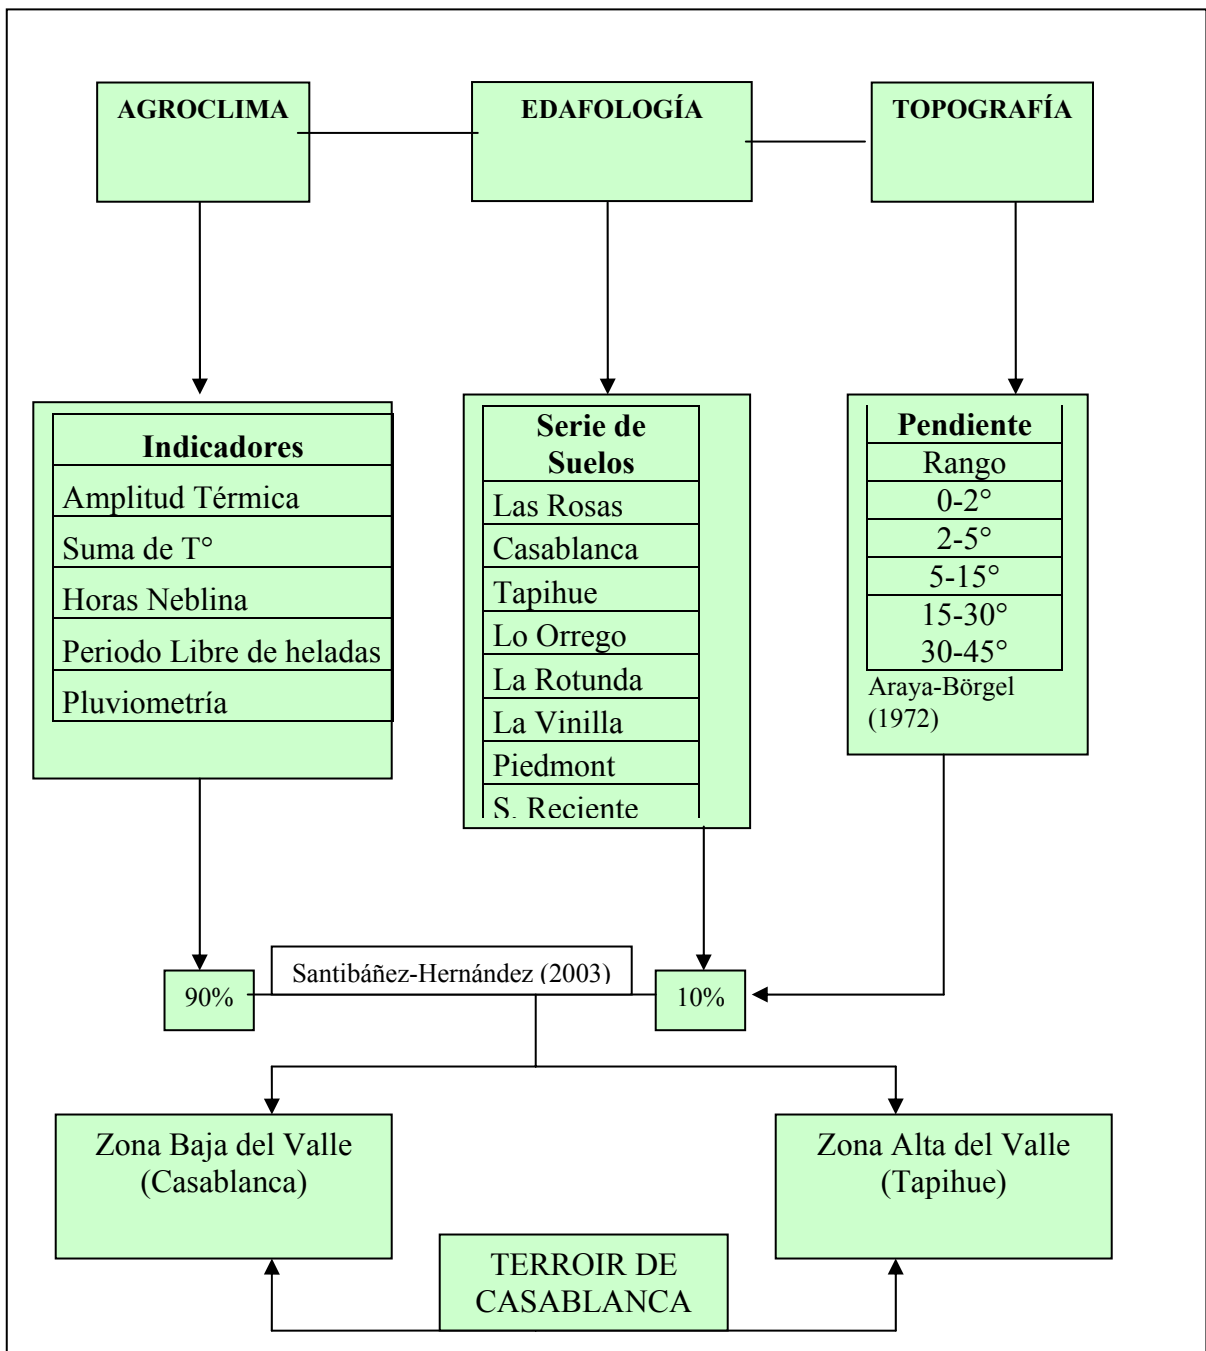 AGROCLIMA
EDAFOLOGÍA
TOPOGRAFÍA
Indicadores
Amplitud Térmica
Suma de T°
Horas Neblina
Periodo Libre de heladas
Pluviometría
Serie de
Suelos
Las Rosas
Casablanca
Tapihue
Lo Orrego
La Rotunda
La Vinilla
Piedmont
S. Reciente
Pendiente
Rango
0-2°
2-5°
5-15°
15-30°
30-45°
Araya-Börgel
(1972)
90%
Santibáñez-Hernández (2003)
10%
Zona Baja del Valle
(Casablanca)
Zona Alta del Valle
(Tapihue)
TERROIR DE
CASABLANCA